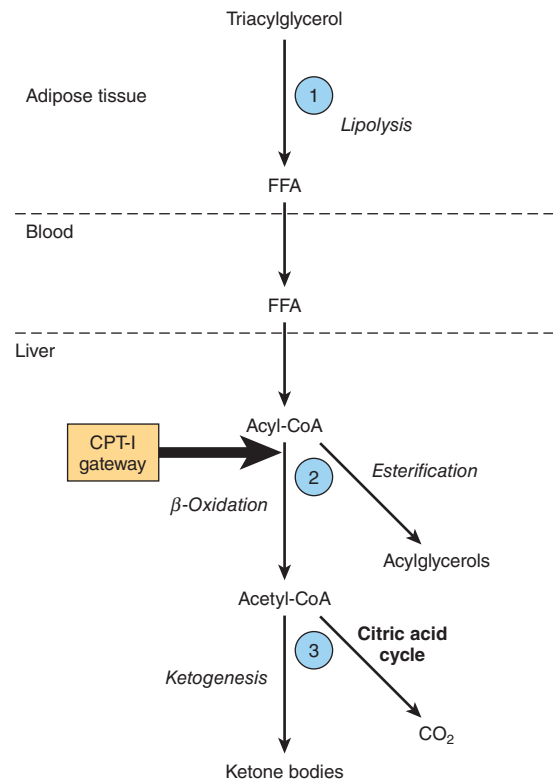 Triacylglycerol
Adipose tissue
1
Lipolysis
FFA
Blood
FFA
Liver
Acyl-CoA
CPT-I
gateway
2
Esterification
β-Oxidation
Acylglycerols
Acetyl-CoA
Citric acid
cycle
3
Ketogenesis
CO₂
Ketone bodies